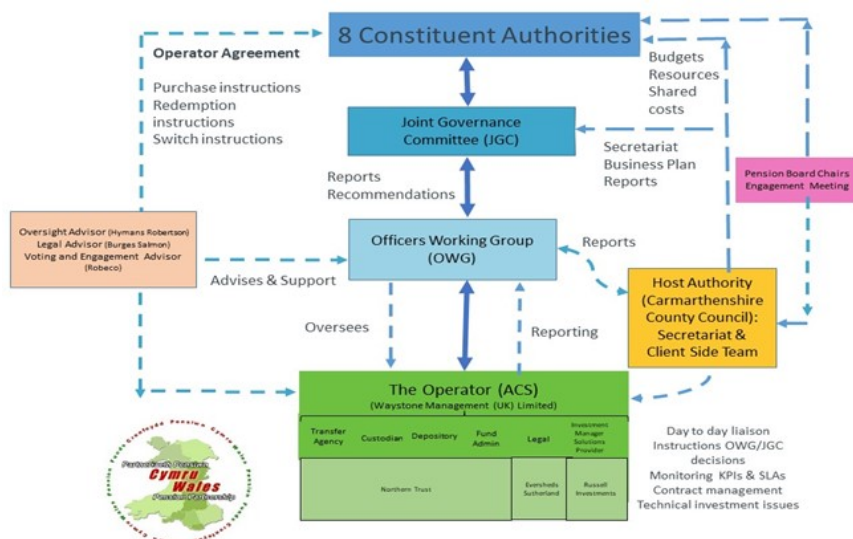 8 Constituent Authorities
Operator Agreement
Purchase instructions
Redemption
instructions
Switch instructions
Budgets
Resources
Shared
costs
Joint Governance
Committee (JGC)
Secretariat
Business Plan
Reports
Pension Board Chairs
Engagement Meeting
Reports
Recommendations
Oversight Advisor (Hymans Robertson)
Legal Advisor (Burges Salmon)
Voting and Engagement Advisor
(Robeco)
Officers Working Group
(OWG)
Reports
Advises & Support
Host Authority
(Carmarthenshire
County Council):
Secretariat &
Client Side Team
Oversees
Reporting
The Operator (ACS)
(Waystone Management (UK) Limited)
Transfer
Agency
Custodian
Depository
Fund
Admin
Legal
Investment
Manager
Solutions
Provider
Northern Trust
Eversheds
Sutherland
Russell
Investments
Day to day liaison
Instructions OWG/JGC
decisions
Monitoring KPIs & SLAs
Contract management
Technical investment issues
Partneriaeth Pensiwn
Cymru
Wales
Pension Partnership